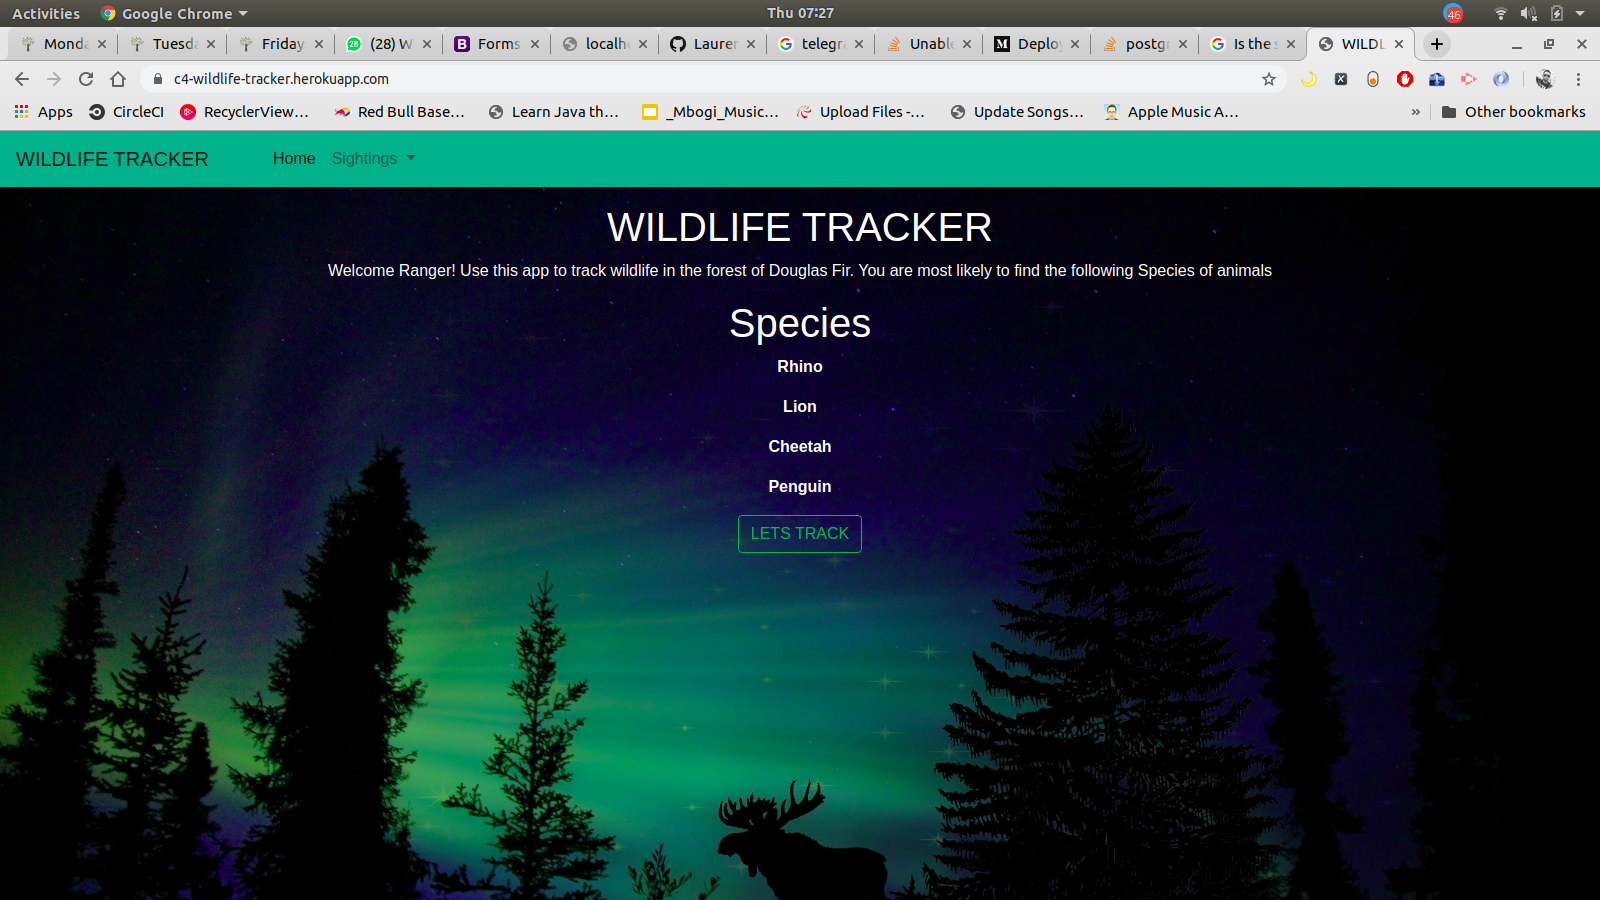 Activities Google Chrome Thu 07:27 46
Monda Tuesda Friday (28) W Forms localho Lauren telegra Unable Deploy postgr Is the s WILDL
c4-wildlife-tracker.herokuapp.com
Apps CircleCI RecyclerView... Red Bull Base... Learn Java th... _Mbogi_Music... Upload Files -... Update Songs... Apple Music A... » Other bookmarks
WILDLIFE TRACKER Home Sightings
WILDLIFE TRACKER
Welcome Ranger! Use this app to track wildlife in the forest of Douglas Fir. You are most likely to find the following Species of animals
Species
Rhino
Lion
Cheetah
Penguin
LETS TRACK